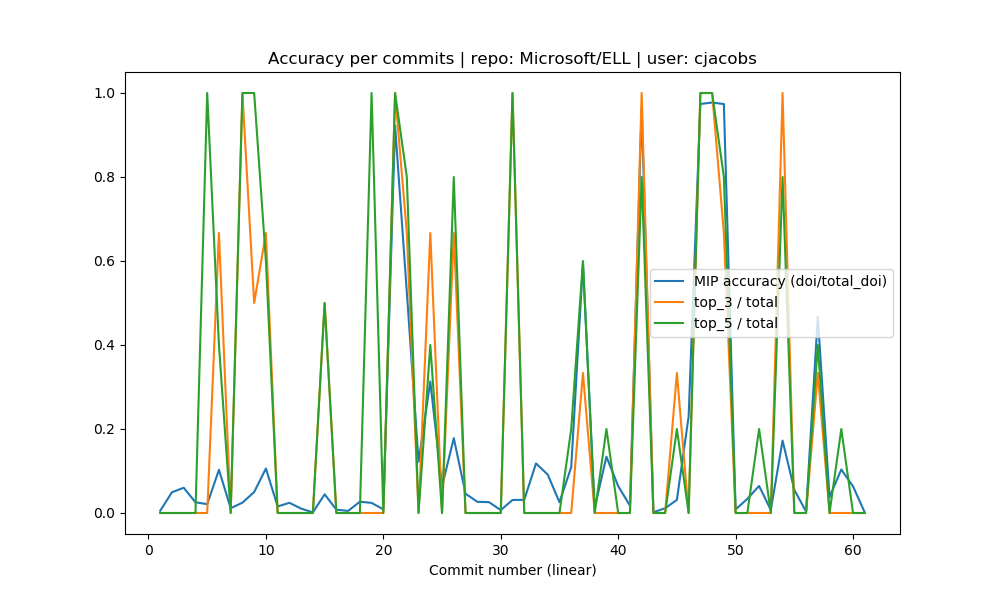 Accuracy per commits | repo: Microsoft/ELL | user: cjacobs
1.0
0.8
0.6
0.4
0.2
0.0
MIP accuracy (doi/total_doi)
top_3 / total
top_5 / total
0 10 20 30 40 50 60
Commit number (linear)